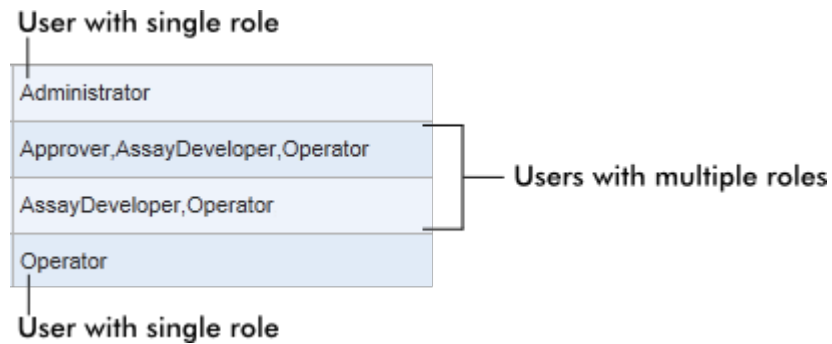 User with single role
Administrator
Approver,AssayDeveloper,Operator
Users with multiple roles
AssayDeveloper,Operator
Operator
User with single role